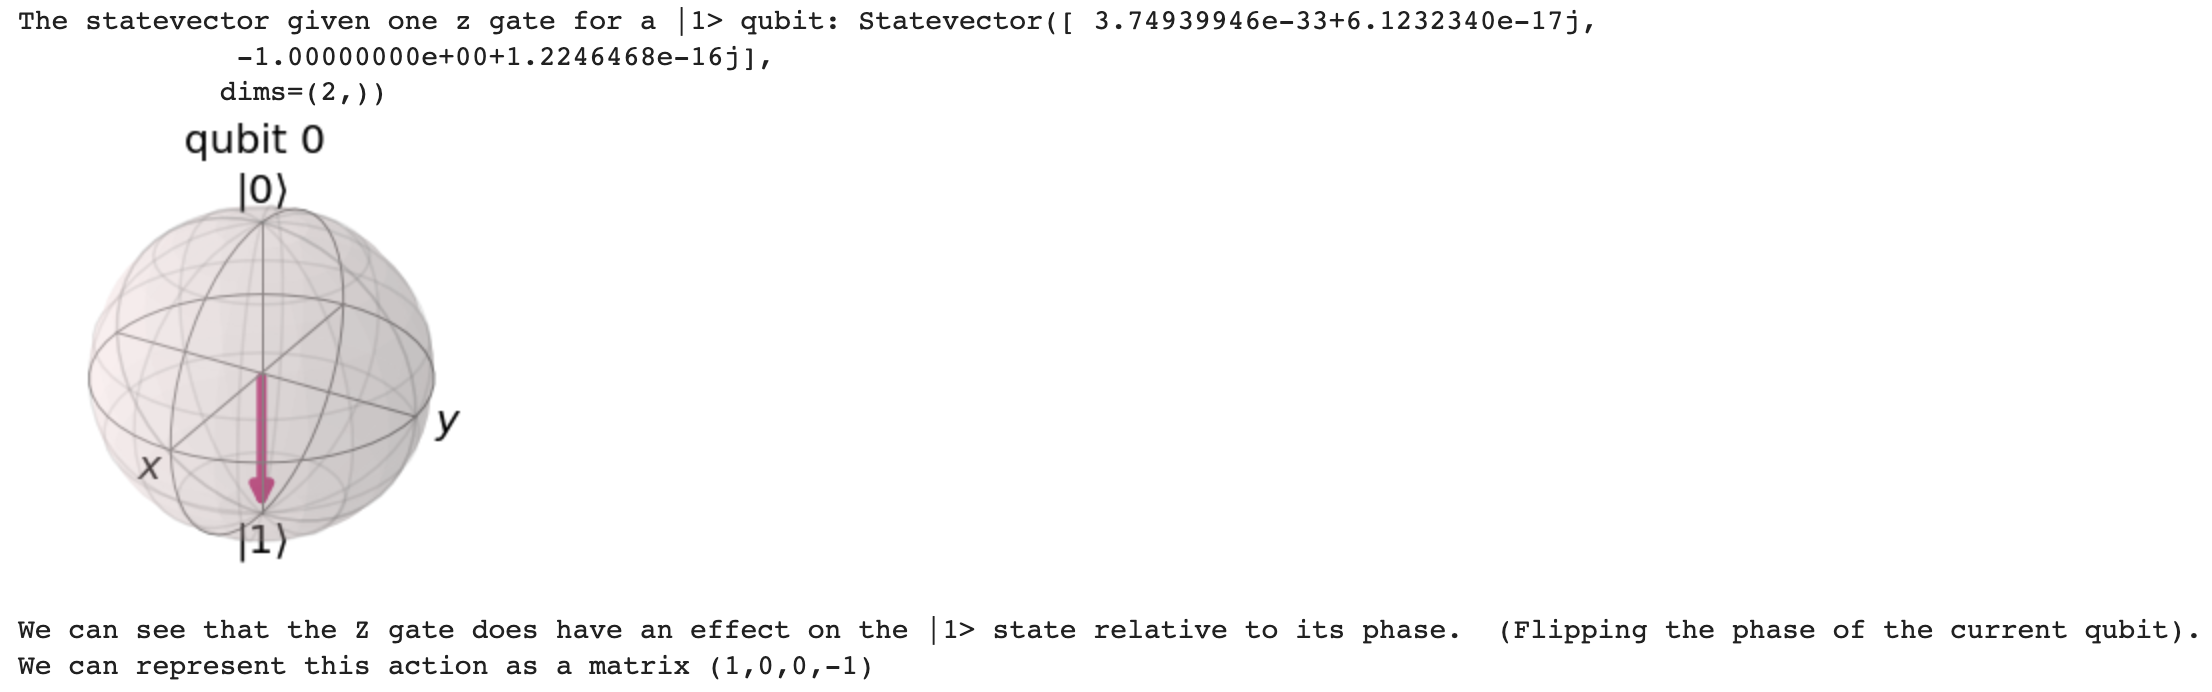 The statevector given one z gate for a |1> qubit: Statevector([ 3.74939946e-33+6.1232340e-17j,
-1.00000000e+00+1.2246468e-16j],
dims=(2,))
qubit 0
|0⟩
x
y
|1⟩
We can see that the Z gate does have an effect on the |1> state relative to its phase.  (Flipping the phase of the current qubit).
We can represent this action as a matrix (1,0,0,-1)